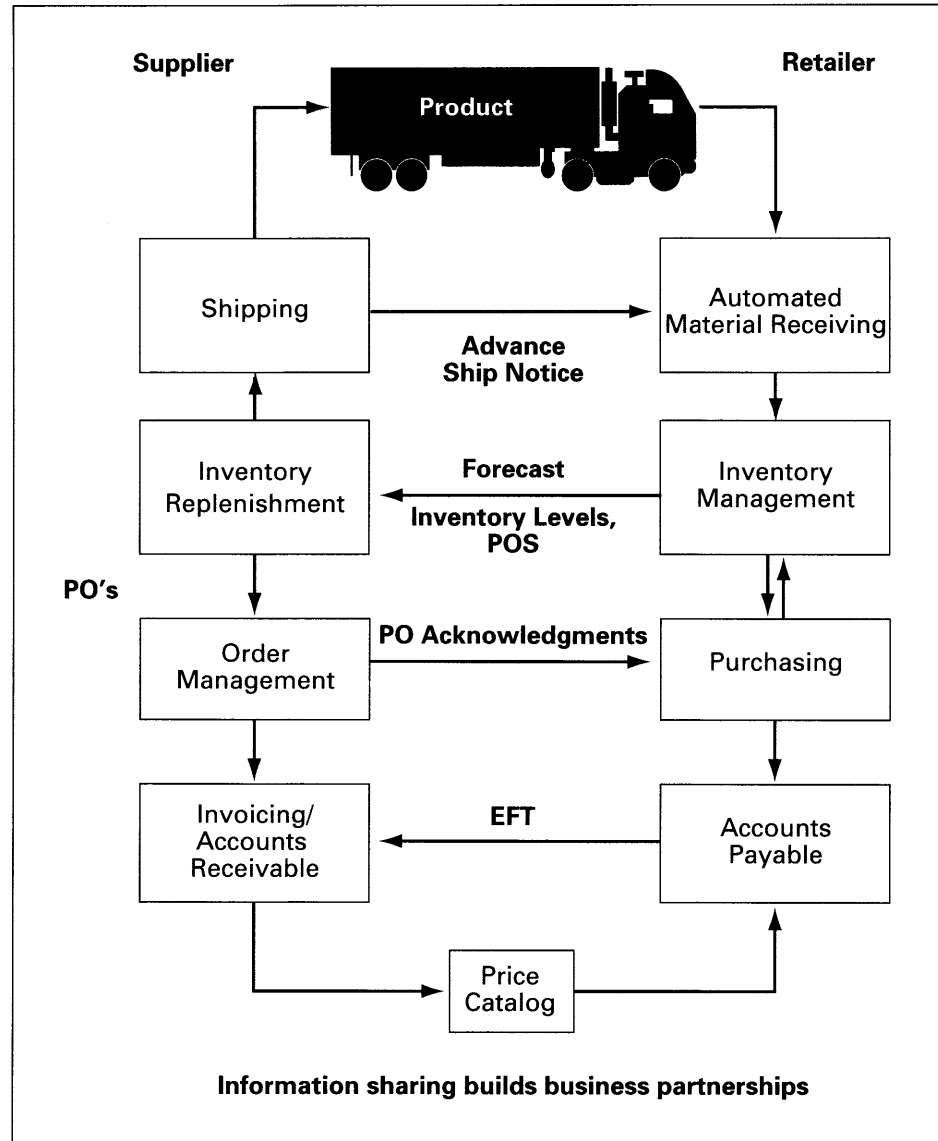 Supplier
Retailer
Product
Shipping
Automated
Material Receiving
Advance
Ship Notice
Inventory
Replenishment
Forecast
Inventory Levels,
POS
Inventory
Management
PO's
Order
Management
PO Acknowledgments
Purchasing
Invoicing/
Accounts
Receivable
EFT
Accounts
Payable
Price
Catalog
Information sharing builds business partnerships